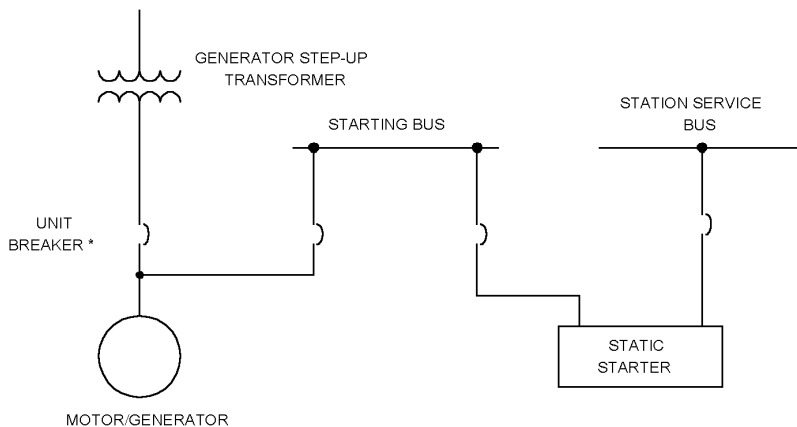 GENERATOR STEP-UP
TRANSFORMER
STARTING BUS
STATION SERVICE
BUS
UNIT
BREAKER *
STATIC
STARTER
MOTOR/GENERATOR